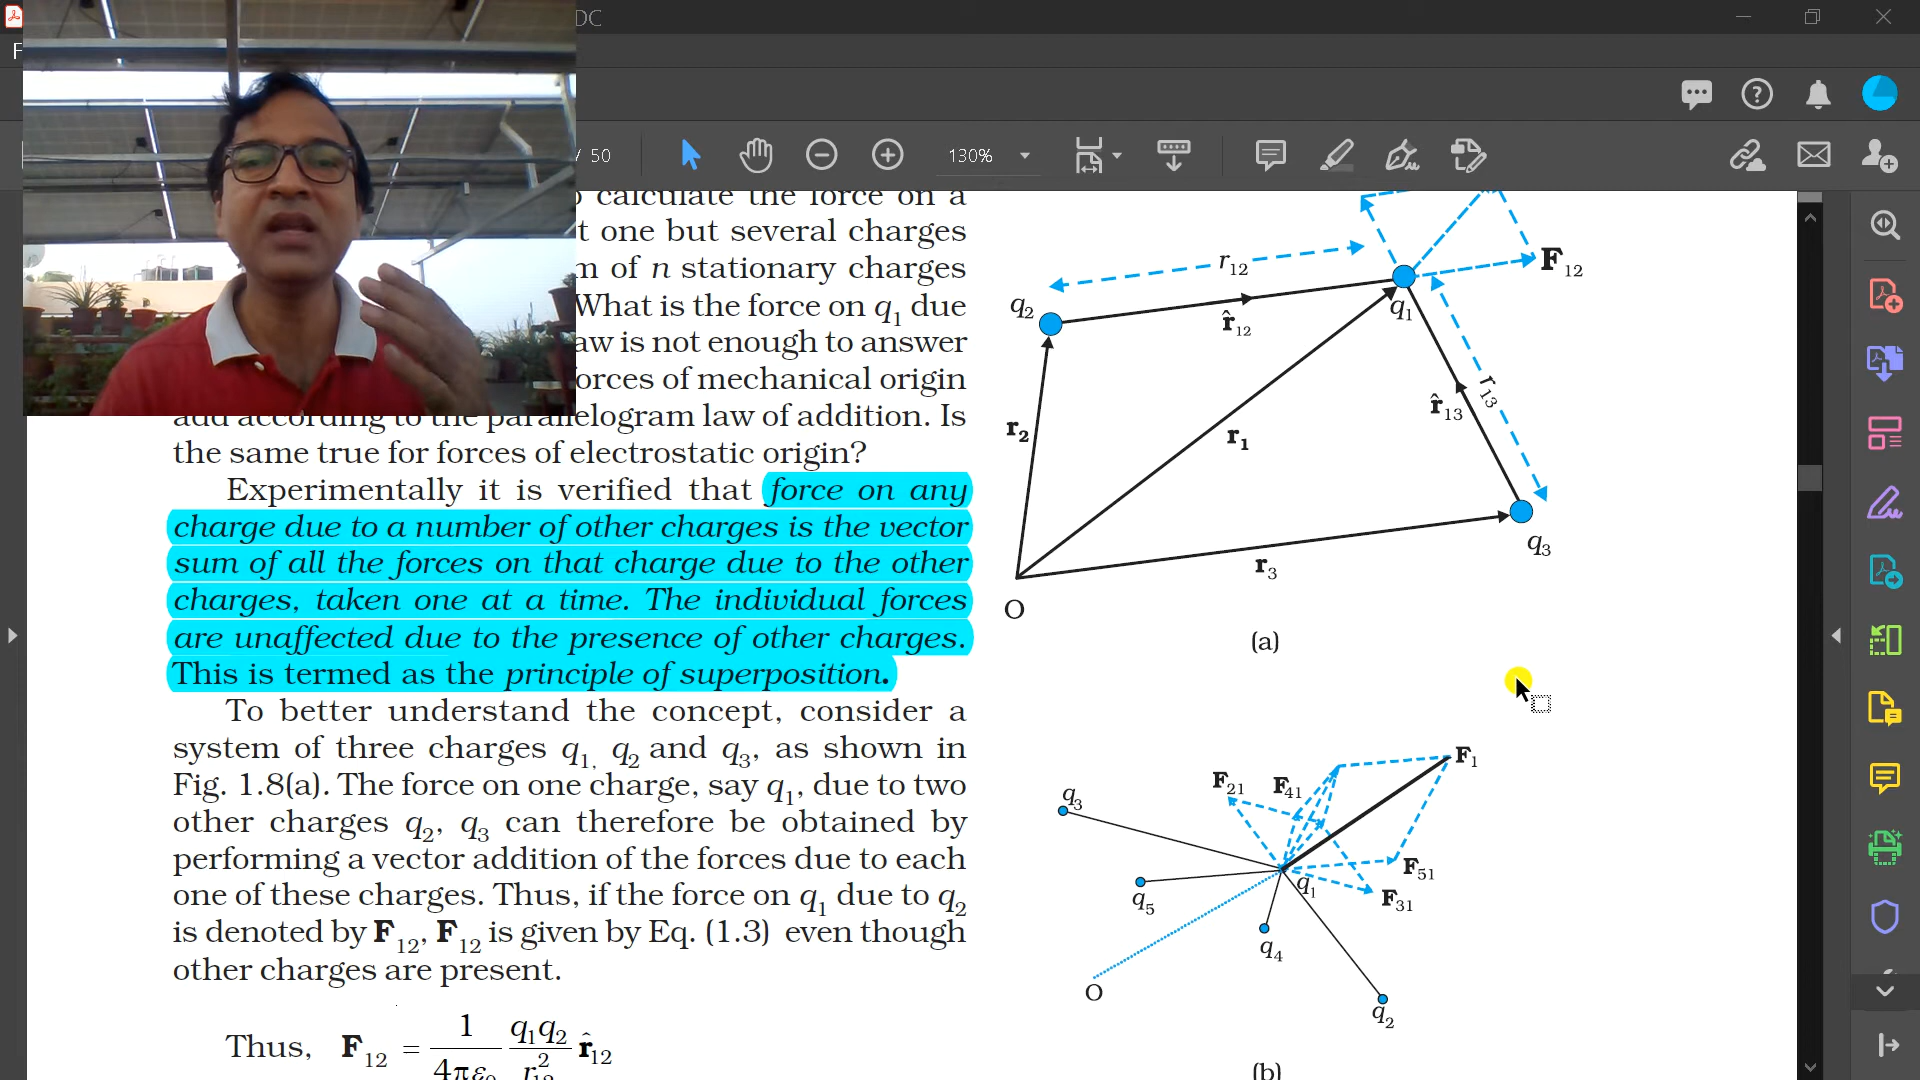 DC
F
/ 50
130%
calculate the force on a
t one but several charges
m of n stationary charges
What is the force on q1 due
aw is not enough to answer
orces of mechanical origin
add according to the parallelogram law of addition. Is
the same true for forces of electrostatic origin?
Experimentally it is verified that force on any
charge due to a number of other charges is the vector
sum of all the forces on that charge due to the other
charges, taken one at a time. The individual forces
are unaffected due to the presence of other charges.
This is termed as the principle of superposition.
To better understand the concept, consider a
system of three charges q1, q2 and q3, as shown in
Fig. 1.8(a). The force on one charge, say q1, due to two
other charges q2, q3 can therefore be obtained by
performing a vector addition of the forces due to each
one of these charges. Thus, if the force on q1 due to q2
is denoted by F12, F12 is given by Eq. (1.3) even though
other charges are present.
Thus, F12 = 1/4πε0 q1q2/r12² r̂12
r12
F12
q2
q1
r̂12
r13
r̂13
r2
r1
q3
r3
O
(a)
F1
F21
F41
q3
F51
q1
F31
q5
q4
O
q2
(b)